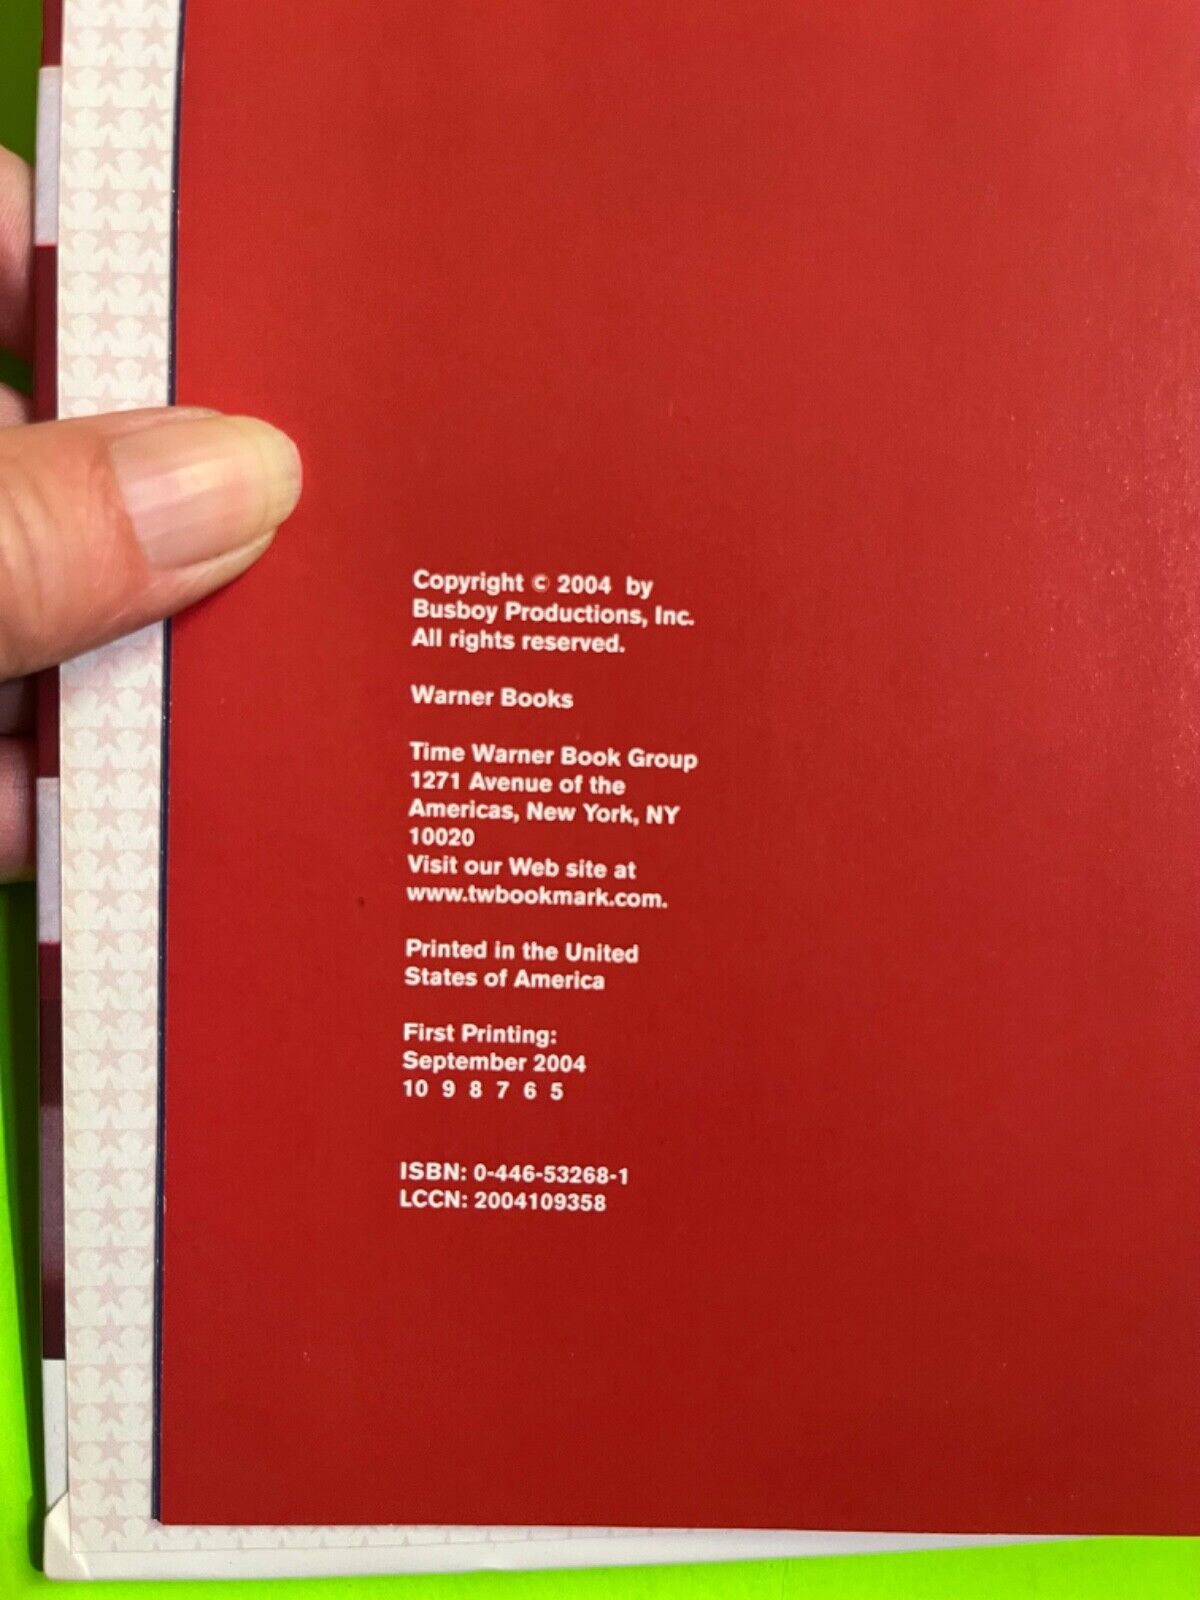 Copyright © 2004 by
Busboy Productions, Inc.
All rights reserved.
Warner Books
Time Warner Book Group
1271 Avenue of the
Americas, New York, NY
10020
Visit our Web site at
www.twbookmark.com.
Printed in the United
States of America
First Printing:
September 2004
10 9 8 7 6 5
ISBN: 0-446-53268-1
LCCN: 2004109358